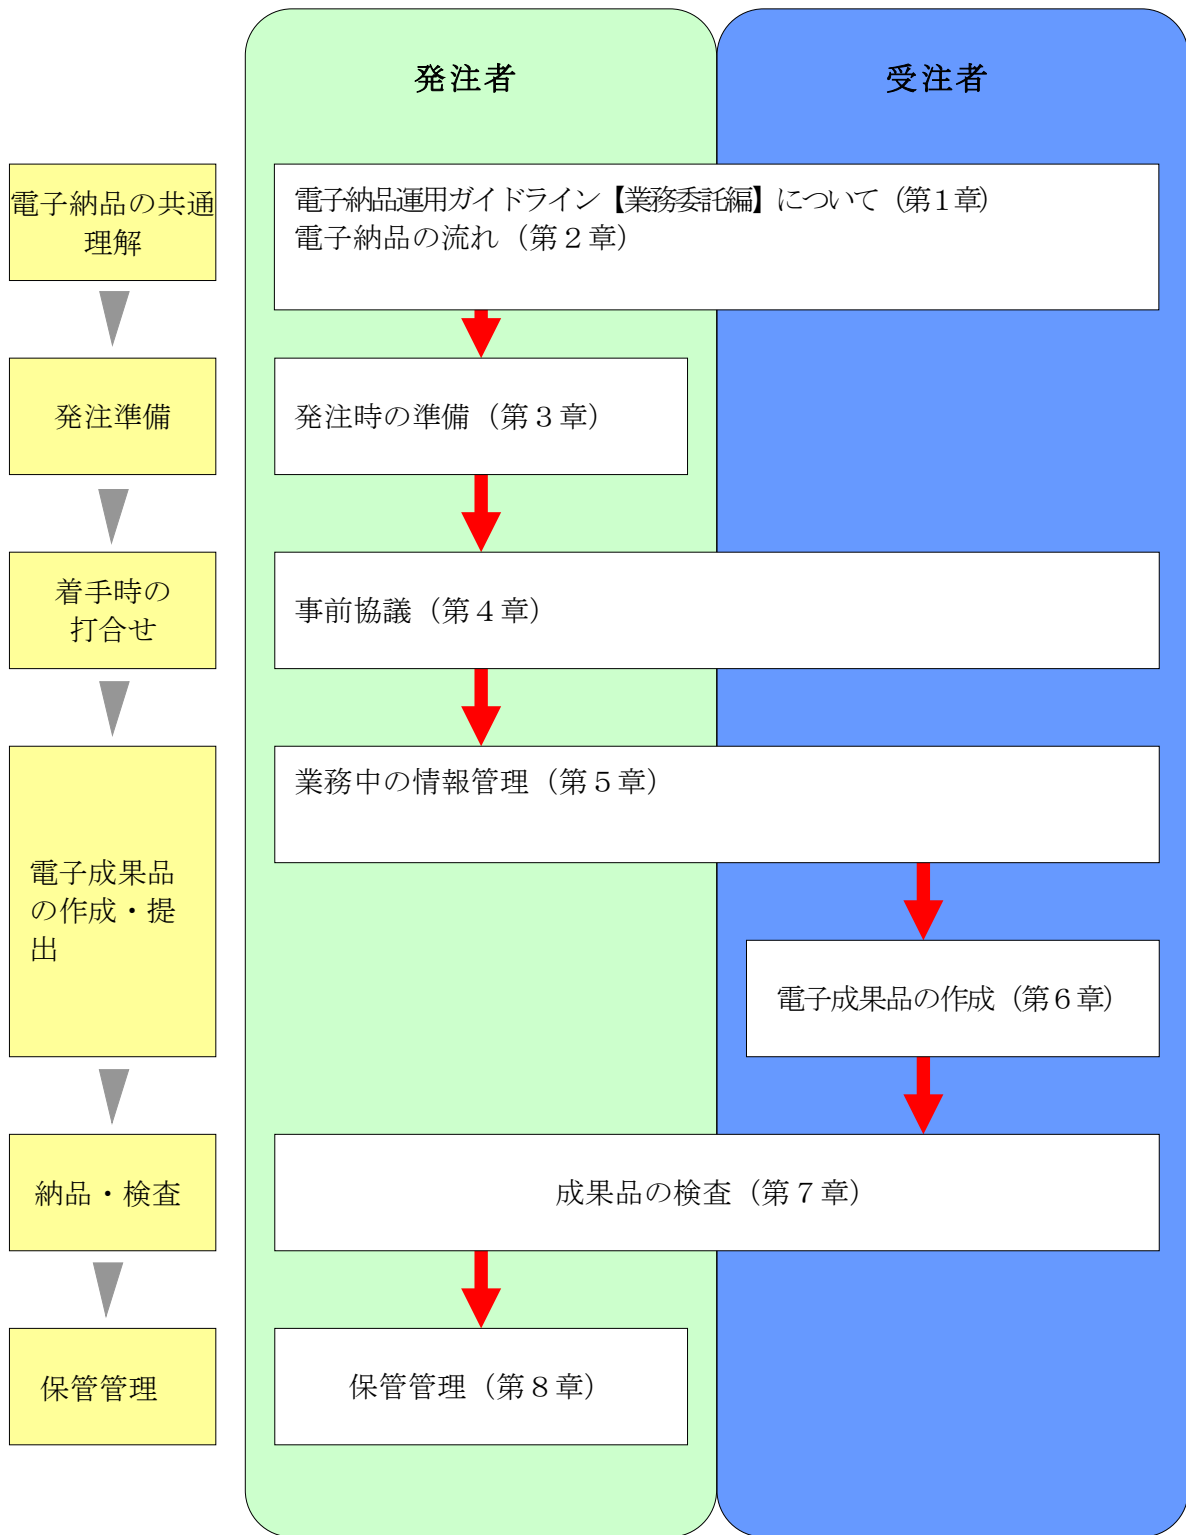 発注者
受注者
電子納品の共通
理解
電子納品運用ガイドライン【業務委託編】について（第１章）
電子納品の流れ（第２章）
発注準備
発注時の準備（第３章）
着手時の
打合せ
事前協議（第４章）
業務中の情報管理（第５章）
電子成果品
の作成・提
出
電子成果品の作成（第６章）
納品・検査
成果品の検査（第７章）
保管管理
保管管理（第８章）